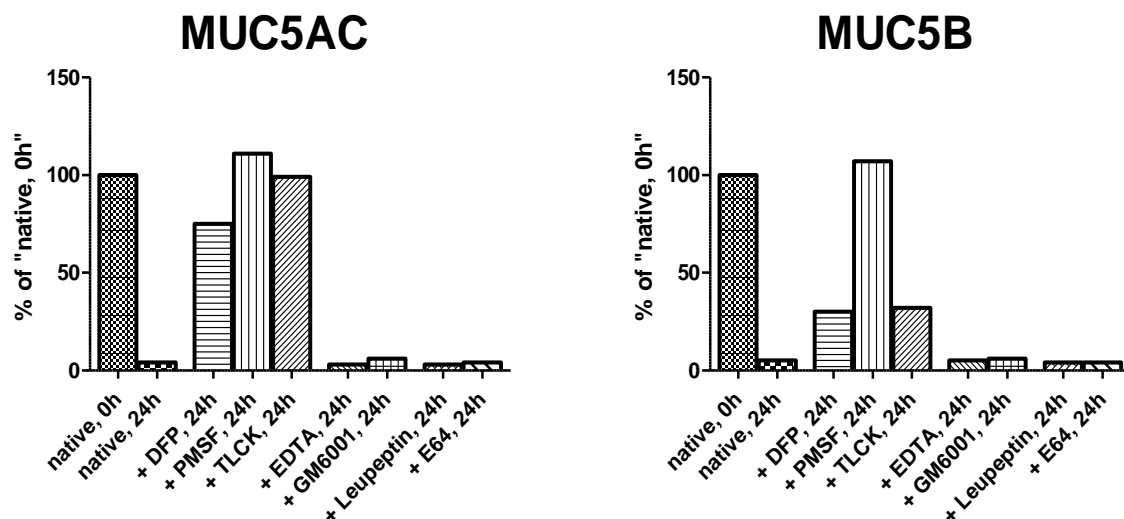 MUC5AC
% of "native, 0h"
150
100
50
0
native, 0h
native, 24h
+ DFP, 24h
+ PMSF, 24h
+ TLCK, 24h
+ EDTA, 24h
+ GM6001, 24h
+ Leupeptin, 24h
+ E64, 24h
MUC5B
% of "native, 0h"
150
100
50
0
native, 0h
native, 24h
+ DFP, 24h
+ PMSF, 24h
+ TLCK, 24h
+ EDTA, 24h
+ GM6001, 24h
+ Leupeptin, 24h
+ E64, 24h